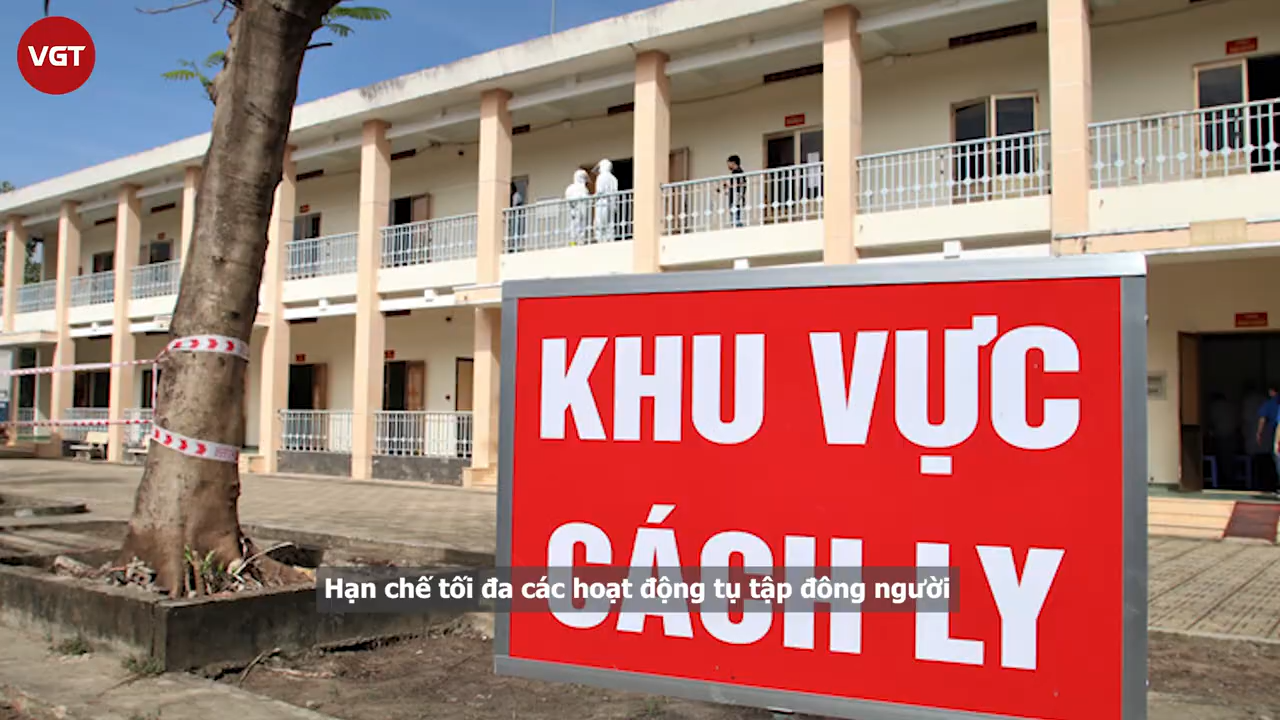 VGT
KHU VỰC
CÁCH LY
Hạn chế tối đa các hoạt động tụ tập đông người